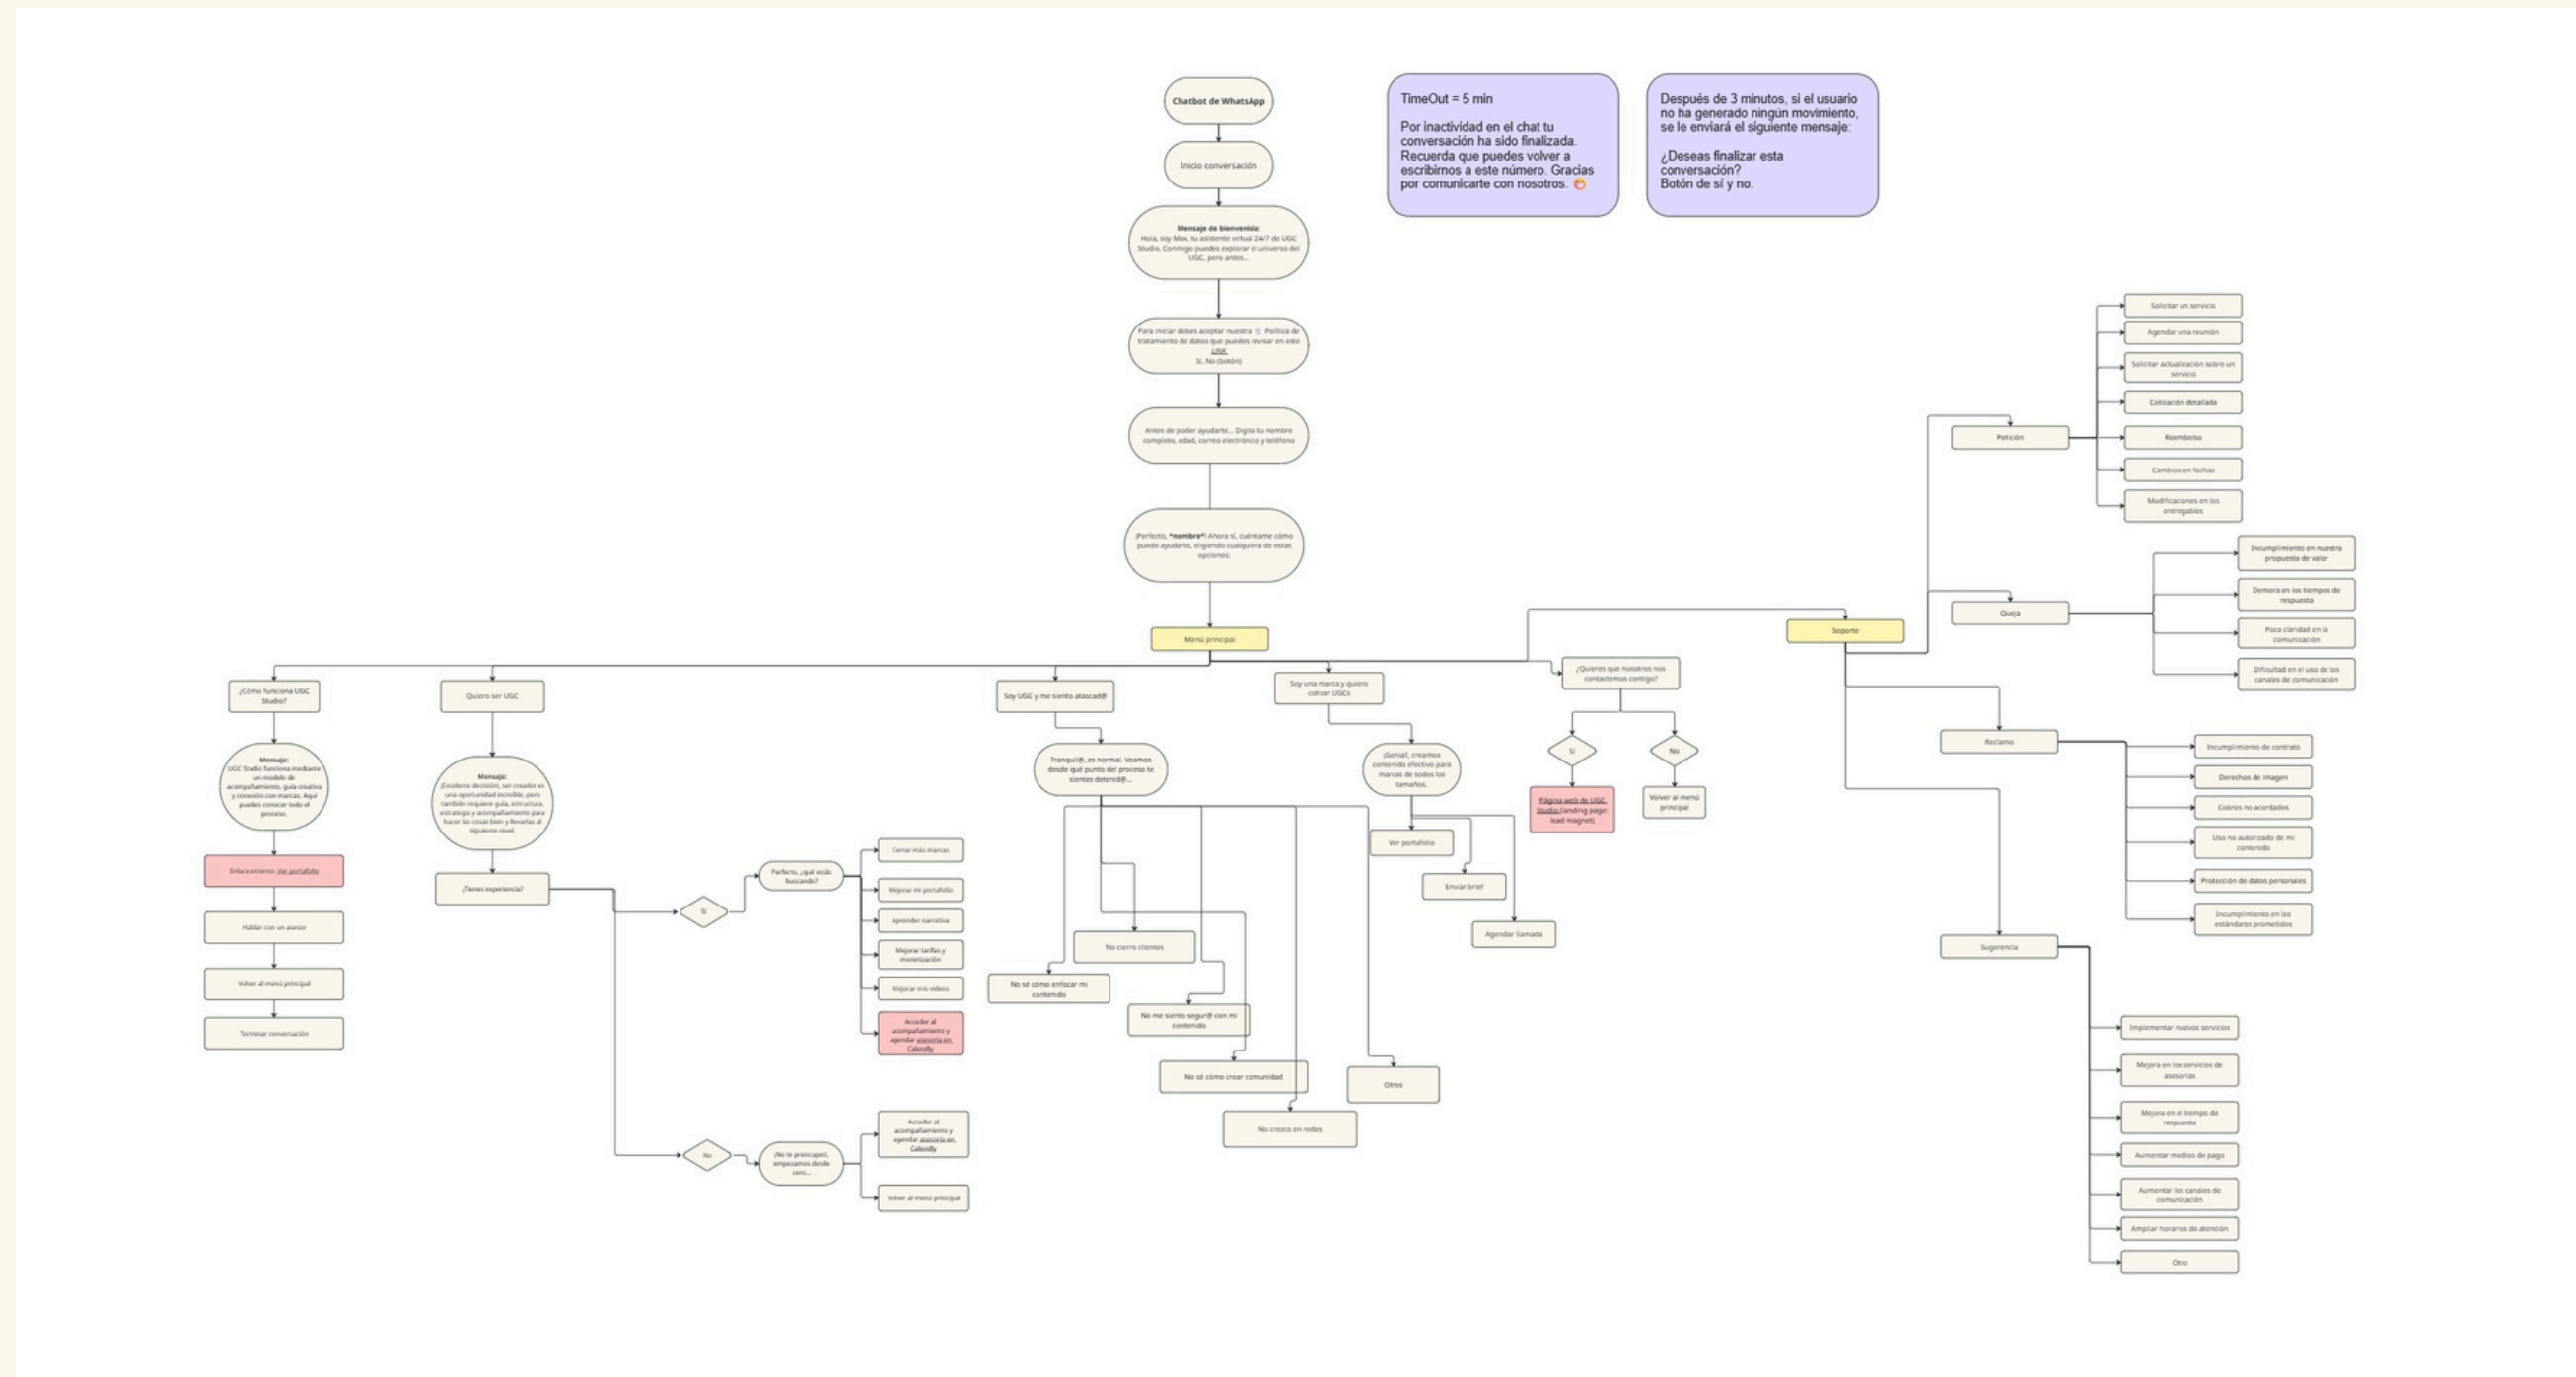 Chatbot de WhatsApp
Inicio conversación
Mensaje de bienvenida:
Hola, soy Max, tu asistente virtual 24/7 de UGC
Studio. Conmigo puedes explorar el universo del
UGC, pero antes...
Para iniciar debes aceptar nuestra Política de
tratamiento de datos que puedes revisar en este
LINK
Sí, No (botón)
Antes de poder ayudarte... Digita tu nombre
completo, edad, correo electrónico y teléfono
¡Perfecto, *nombre*! Ahora sí, cuéntame cómo
puedo ayudarte, eligiendo cualquiera de estas
opciones:
TimeOut = 5 min
Por inactividad en el chat tu
conversación ha sido finalizada.
Recuerda que puedes volver a
escribirnos a este número. Gracias
por comunicarte con nosotros.
Después de 3 minutos, si el usuario
no ha generado ningún movimiento,
se le enviará el siguiente mensaje:
¿Deseas finalizar esta
conversación?
Botón de sí y no.
Menú principal
¿Cómo funciona UGC
Studio?
Mensaje:
UGC Studio funciona mediante
un modelo de
acompañamiento, guía creativa
y conexión con marcas. Aquí
puedes conocer todo el
proceso.
Enlace externo: Ver portafolio
Hablar con un asesor
Volver al menú principal
Terminar conversación
Quiero ser UGC
Mensaje:
¡Excelente decisión!, ser creador es
una oportunidad increíble, pero
también requiere guía, estructura,
estrategia y acompañamiento para
hacer las cosas bien y llevarlas al
siguiente nivel.
¿Tienes experiencia?
Sí
Perfecto, ¿qué estás
buscando?
Cerrar más marcas
Mejorar mi portafolio
Aprender narrativa
Mejorar tarifas y
monetización
Mejorar mis videos
Acceder al
acompañamiento y
agendar asesoría en
Calendly
No
¡No te preocupes!,
empezamos desde
cero...
Acceder al
acompañamiento y
agendar asesoría en
Calendly
Volver al menú principal
Soy UGC y me siento atascad@
Tranquil@, es normal. Veamos
desde qué punto del proceso te
sientes detenid@...
No cierro clientes
No sé cómo enfocar mi
contenido
No me siento segur@ con mi
contenido
No sé cómo crear comunidad
No crezco en redes
Otros
Soy una marca y quiero
cotizar UGCs
¡Genial!, creamos
contenido efectivo para
marcas de todos los
tamaños.
Ver portafolio
Enviar brief
Agendar llamada
¿Quieres que nosotros nos
contactemos contigo?
Sí
No
Página web de UGC
Studio (landing page:
lead magnet)
Volver al menú
principal
Soporte
Petición
Solicitar un servicio
Agendar una reunión
Solicitar actualización sobre un
servicio
Cotización detallada
Reembolso
Cambios en fechas
Modificaciones en los
entregables
Queja
Incumplimiento en nuestra
propuesta de valor
Demora en los tiempos de
respuesta
Poca claridad en la
comunicación
Dificultad en el uso de los
canales de comunicación
Reclamo
Incumplimiento de contrato
Derechos de imagen
Cobros no acordados
Uso no autorizado de mi
contenido
Protección de datos personales
Incumplimiento en los
estándares prometidos
Sugerencia
Implementar nuevos servicios
Mejora en los servicios de
asesorías
Mejora en el tiempo de
respuesta
Aumentar medios de pago
Aumentar los canales de
comunicación
Ampliar horarios de atención
Otro